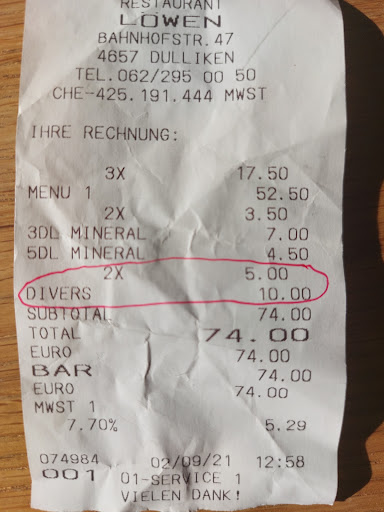 RESTAURANT
LÖWEN
BAHNHOFSTR.47
4657 DULLIKEN
TEL.062/295 00 50
CHE-425.191.444 MWST
IHRE RECHNUNG:
3X 17.50
MENU 1 52.50
2X 3.50
3DL MINERAL 7.00
5DL MINERAL 4.50
2X 5.00
DIVERS 10.00
SUBTOTAL 74.00
TOTAL 74.00
EURO 74.00
BAR 74.00
EURO 74.00
MWST 1
7.70% 5.29
074984 02/09/21 12:58
001 01-SERVICE 1
VIELEN DANK!